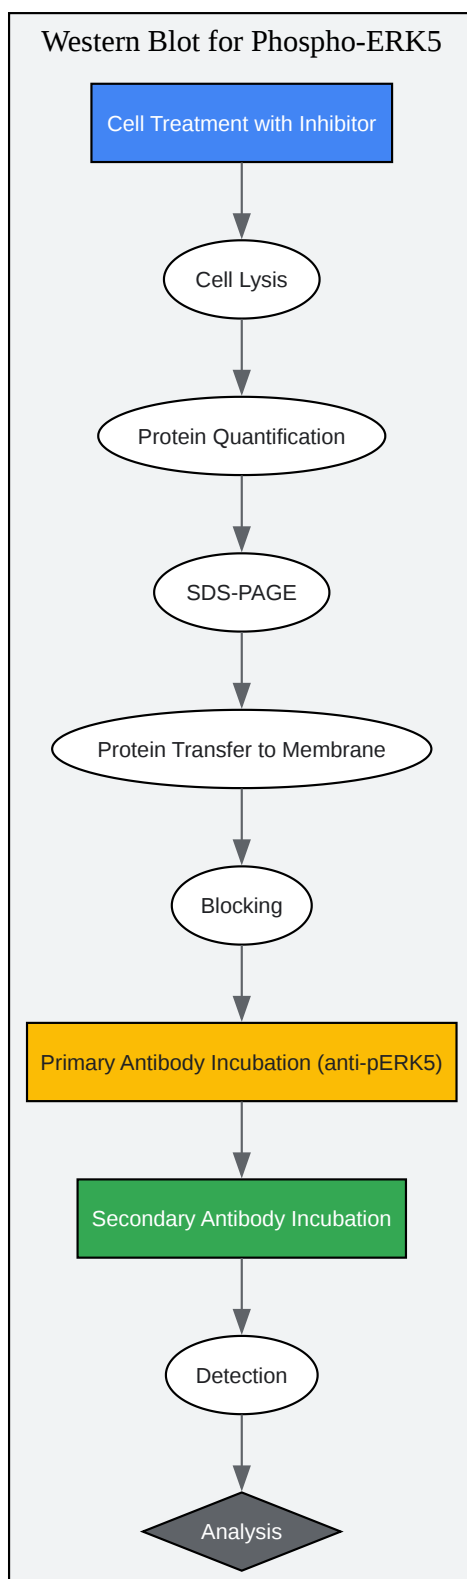 Western Blot for Phospho-ERK5
Cell Treatment with Inhibitor
Cell Lysis
Protein Quantification
SDS-PAGE
Protein Transfer to Membrane
Blocking
Primary Antibody Incubation (anti-pERK5)
Secondary Antibody Incubation
Detection
Analysis